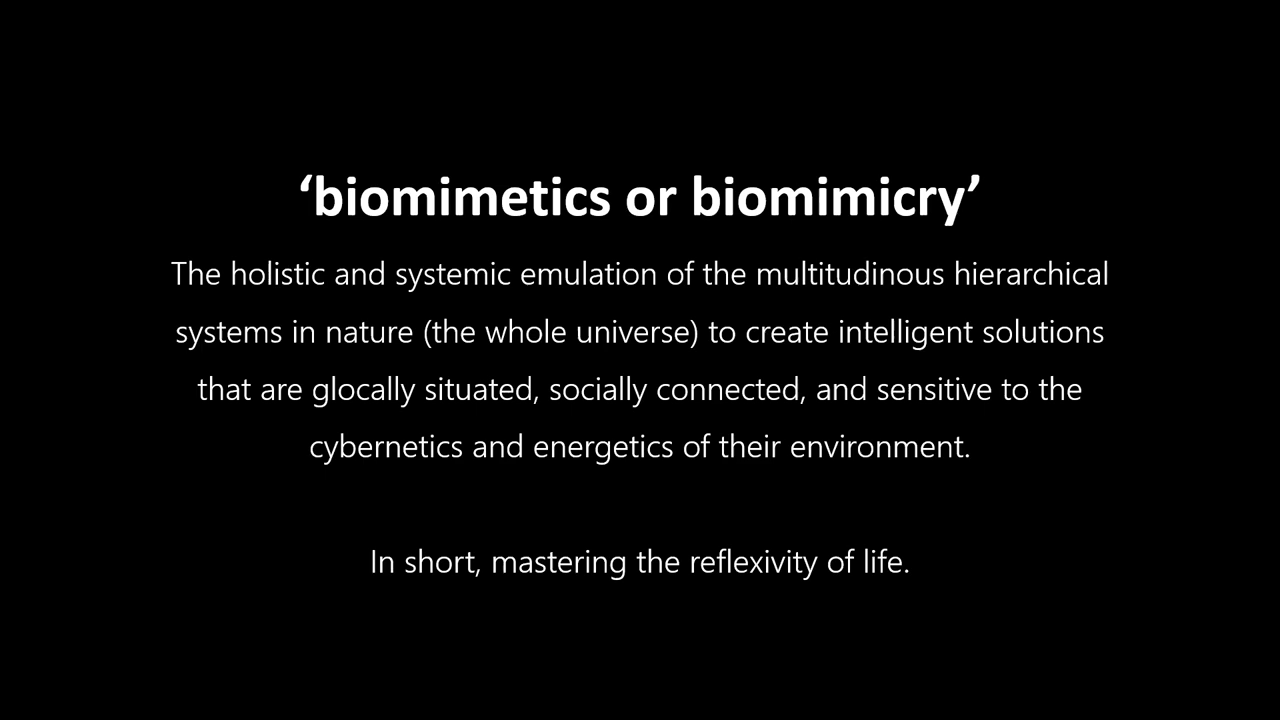 ‘biomimetics or biomimicry’
The holistic and systemic emulation of the multitudinous hierarchical
systems in nature (the whole universe) to create intelligent solutions
that are glocally situated, socially connected, and sensitive to the
cybernetics and energetics of their environment.
In short, mastering the reflexivity of life.